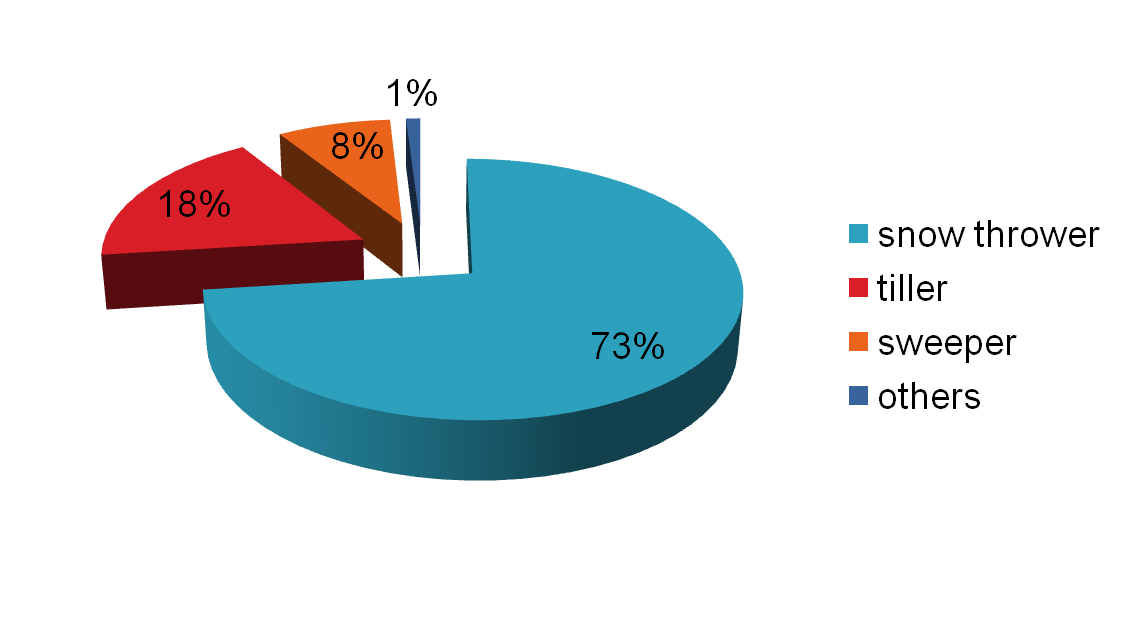 1%
8%
18%
73%
snow thrower
tiller
sweeper
others